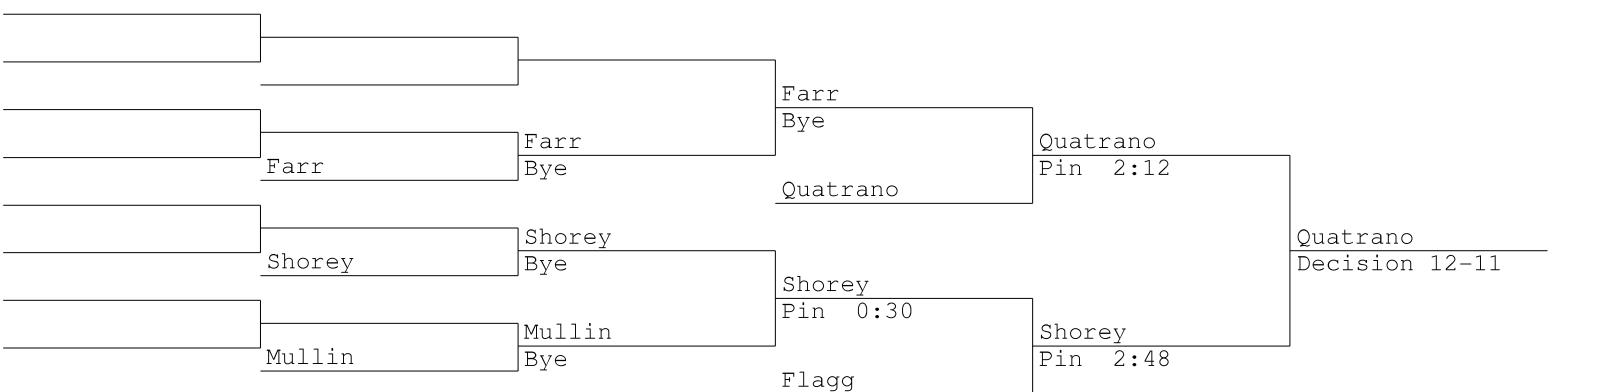 Farr
Bye
Farr
Quatrano
Bye
Pin 2:12
Farr
Quatrano
Shorey
Quatrano
Shorey
Bye
Decision 12-11
Shorey
Pin 0:30
Mullin
Shorey
Mullin
Bye
Pin 2:48
Flagg